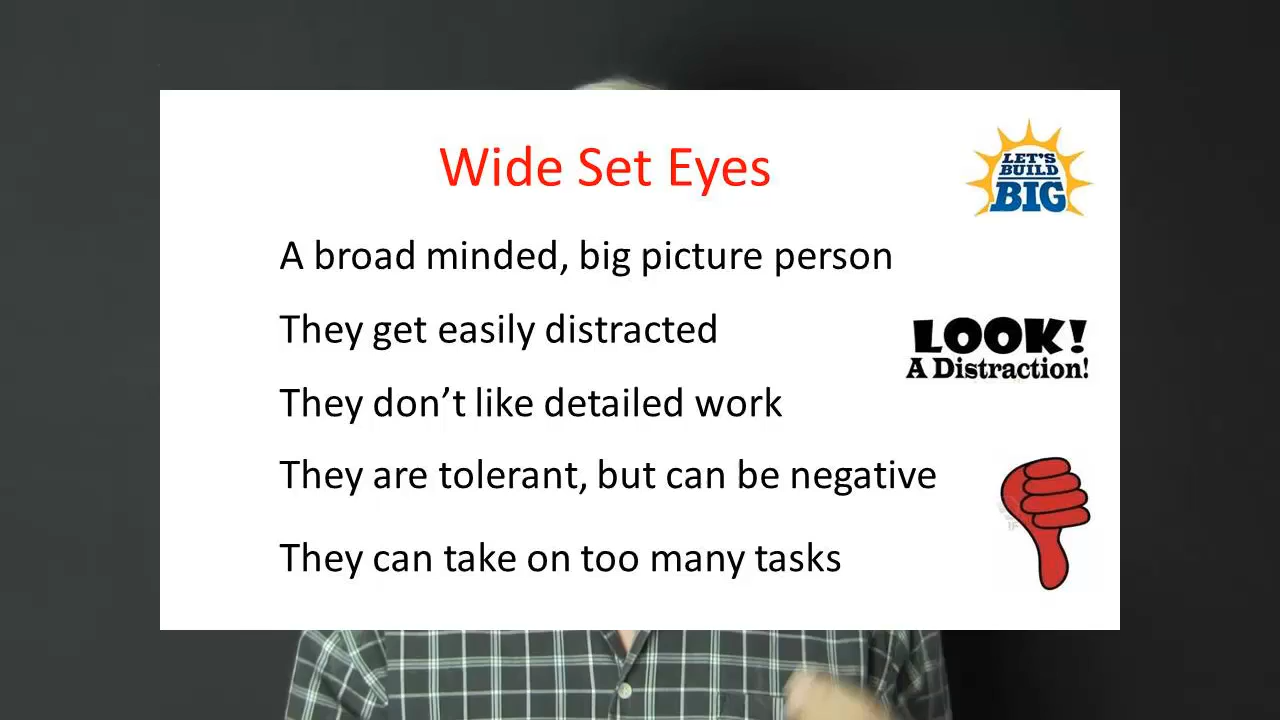 Wide Set Eyes
LET'S
BUILD
BIG
A broad minded, big picture person
They get easily distracted
LOOK!
A Distraction!
They don’t like detailed work
They are tolerant, but can be negative
They can take on too many tasks